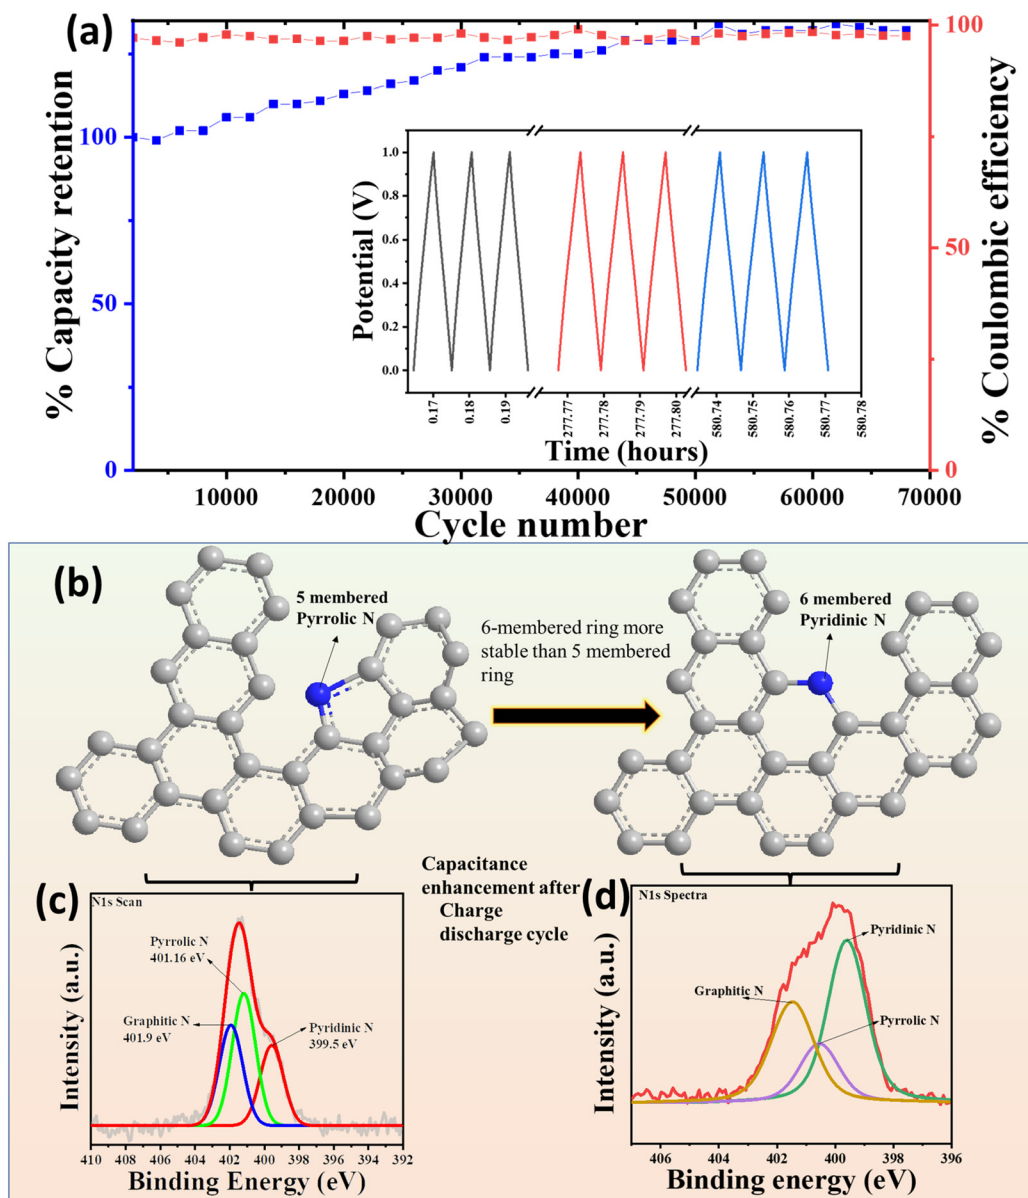 (a)
% Capacity retention
100
50
0
100
50
0
% Coulombic efficiency
10000 20000 30000 40000 50000 60000 70000
Cycle number
Potential (V)
1.0
0.8
0.6
0.4
0.2
0.0
0.17 0.18 0.19 277.77 277.78 277.79 277.80 580.74 580.75 580.76 580.77 580.78
Time (hours)
(b)
5 membered
Pyrrolic N
6-membered ring more
stable than 5 membered
ring
6 membered
Pyridinic N
Capacitance
enhancement after
Charge
discharge cycle
(c)
N1s Scan
Pyrrolic N
401.16 eV
Graphitic N
401.9 eV
Pyridinic N
399.5 eV
Intensity (a.u.)
410 408 406 404 402 400 398 396 394 392
Binding Energy (eV)
(d)
N1s Spectra
Pyridinic N
Graphitic N
Pyrrolic N
Intensity (a.u.)
406 404 402 400 398 396
Binding energy (eV)